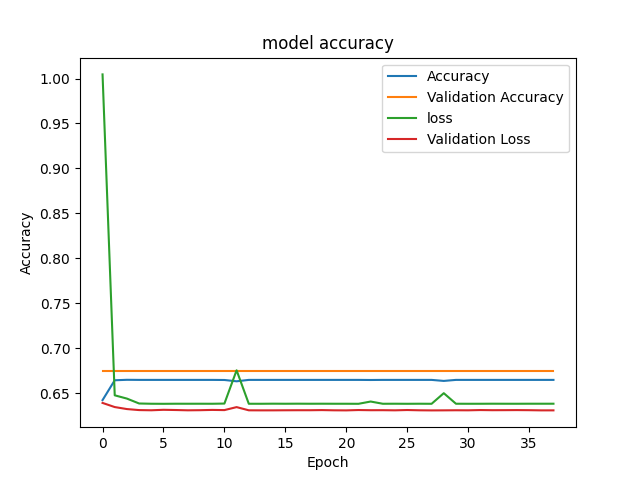 model accuracy
Accuracy
Validation Accuracy
loss
Validation Loss
1.00
0.95
0.90
0.85
0.80
0.75
0.70
0.65
Accuracy
0
5
10
15
20
25
30
35
Epoch